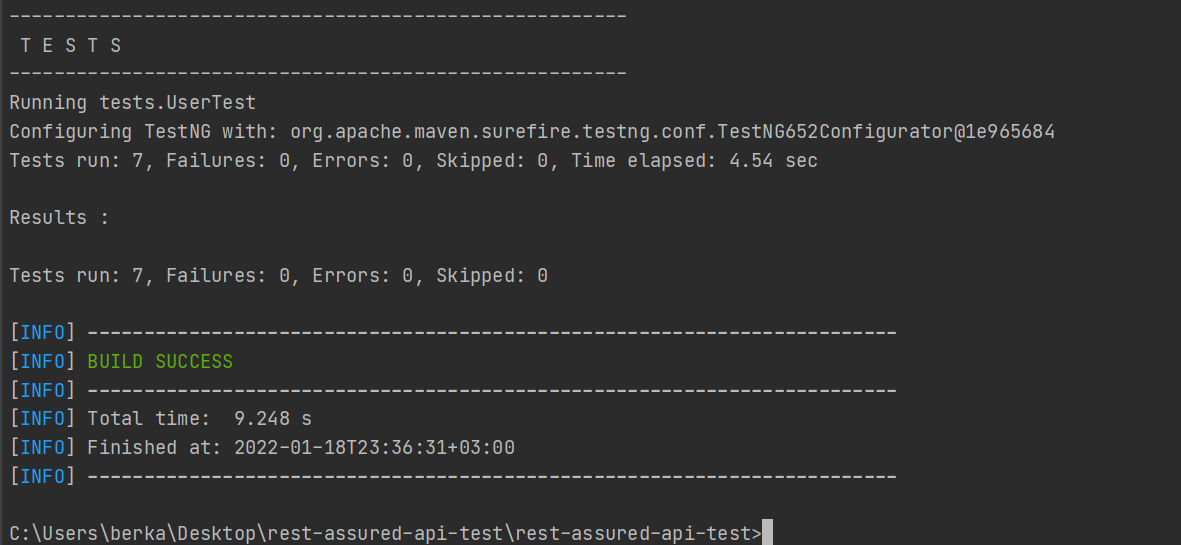 -------------------------------------------------------
 T E S T S
-------------------------------------------------------
Running tests.UserTest
Configuring TestNG with: org.apache.maven.surefire.testng.conf.TestNG652Configurator@1e965684
Tests run: 7, Failures: 0, Errors: 0, Skipped: 0, Time elapsed: 4.54 sec

Results :

Tests run: 7, Failures: 0, Errors: 0, Skipped: 0

[INFO] ------------------------------------------------------------------------
[INFO] BUILD SUCCESS
[INFO] ------------------------------------------------------------------------
[INFO] Total time:  9.248 s
[INFO] Finished at: 2022-01-18T23:36:31+03:00
[INFO] ------------------------------------------------------------------------

C:\Users\berka\Desktop\rest-assured-api-test\rest-assured-api-test>